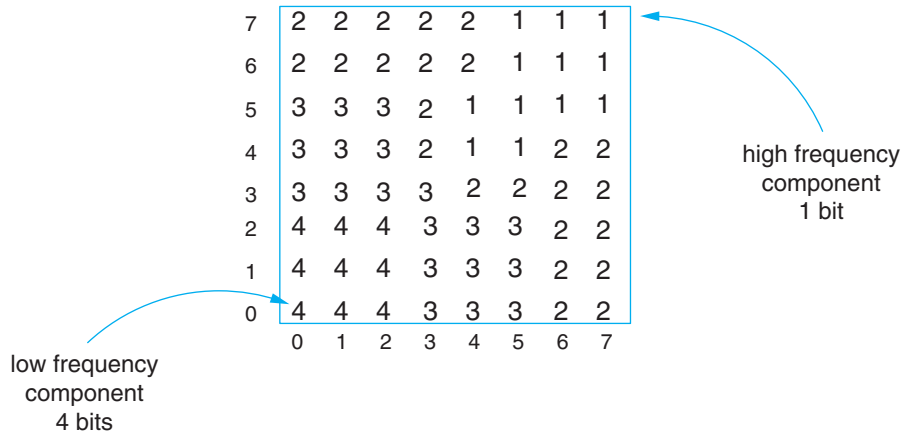 7 2 2 2 2 2 1 1 1
6 2 2 2 2 2 1 1 1
5 3 3 3 2 1 1 1 1
4 3 3 3 2 1 1 2 2
3 3 3 3 3 2 2 2 2
2 4 4 4 3 3 3 2 2
1 4 4 4 3 3 3 2 2
0 4 4 4 3 3 3 2 2
0 1 2 3 4 5 6 7
high frequency
component
1 bit
low frequency
component
4 bits